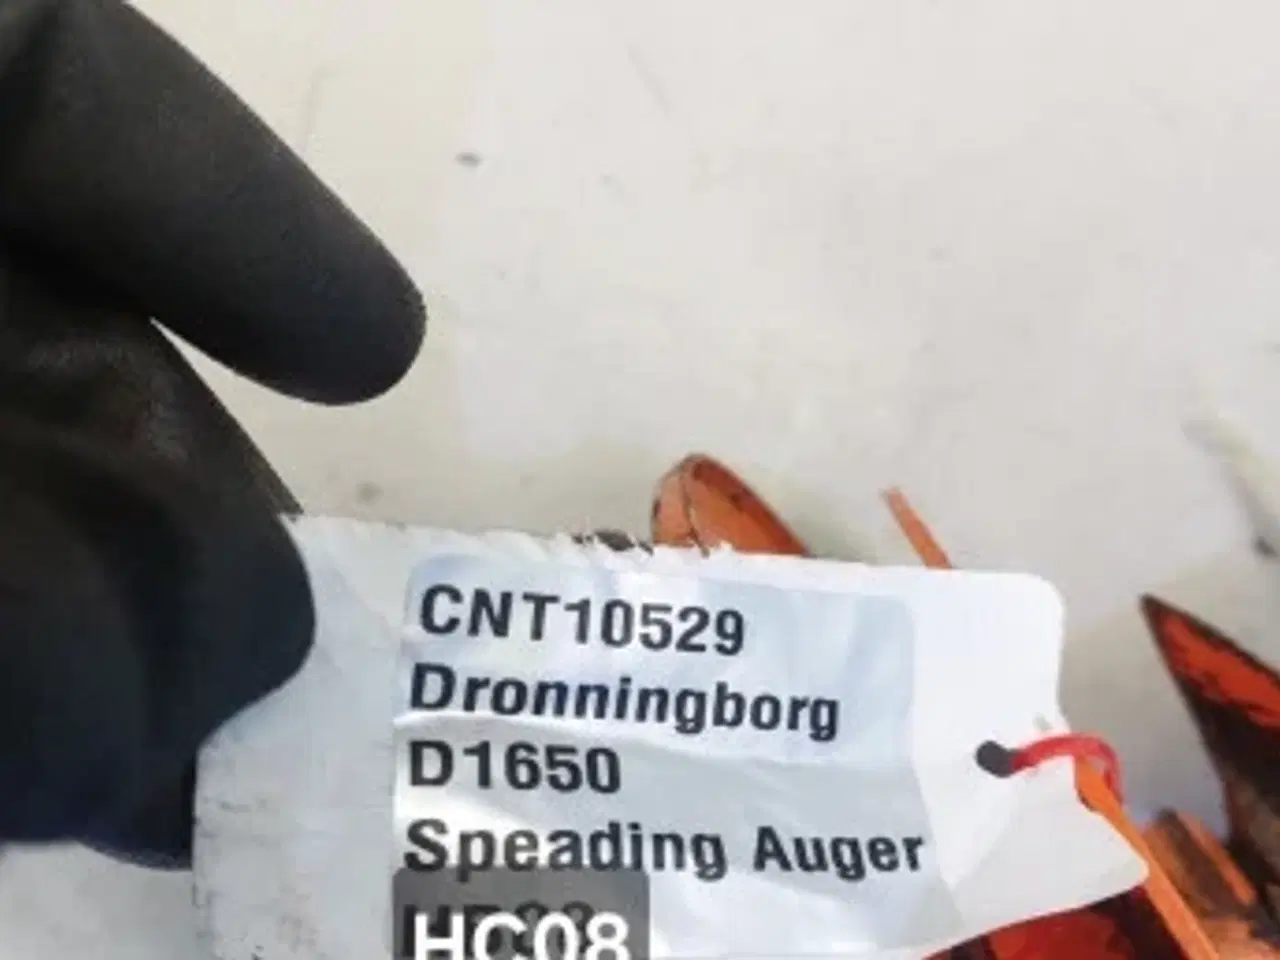 CNT10529
Dronningborg
D1650
Speading Auger
HC08